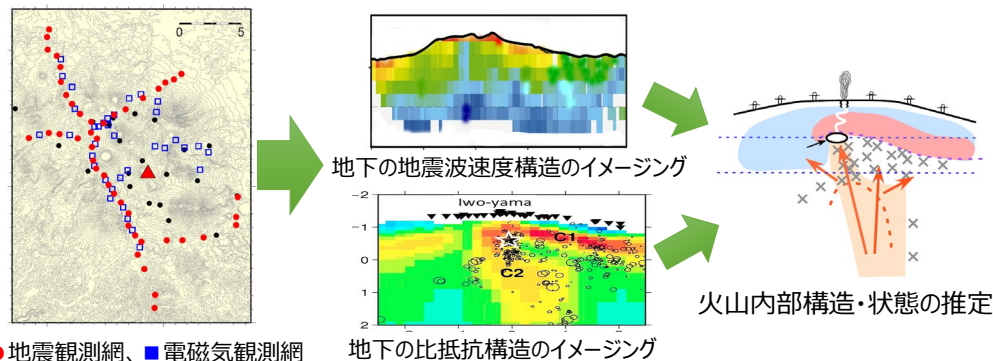 0 5
地下の地震波速度構造のイメージング
Iwo-yama
-2
-1
0
1
2
C1
C2
地下の比抵抗構造のイメージング
火山内部構造・状態の推定
●地震観測網、■電磁気観測網